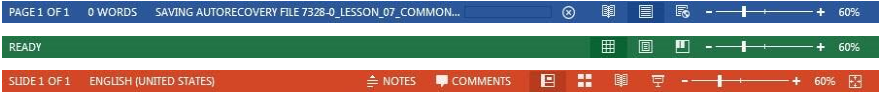 PAGE 1 OF 1 0 WORDS SAVING AUTORECOVERY FILE 7328-0_LESSON_07_COMMON... 60%
READY 60%
SLIDE 1 OF 1 ENGLISH (UNITED STATES) NOTES COMMENTS 60%